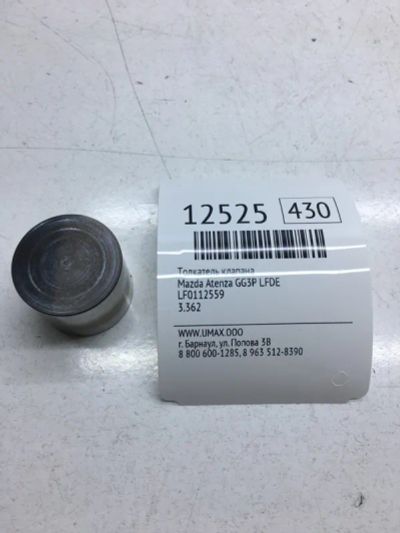 12525 430
Толкатель клапана
Mazda Atenza GG3P LFDE
LF0112559
3.362
WWW.UMAX.OOO
г. Барнаул, ул. Попова 3В
8 800 600-1285, 8 963 512-8390